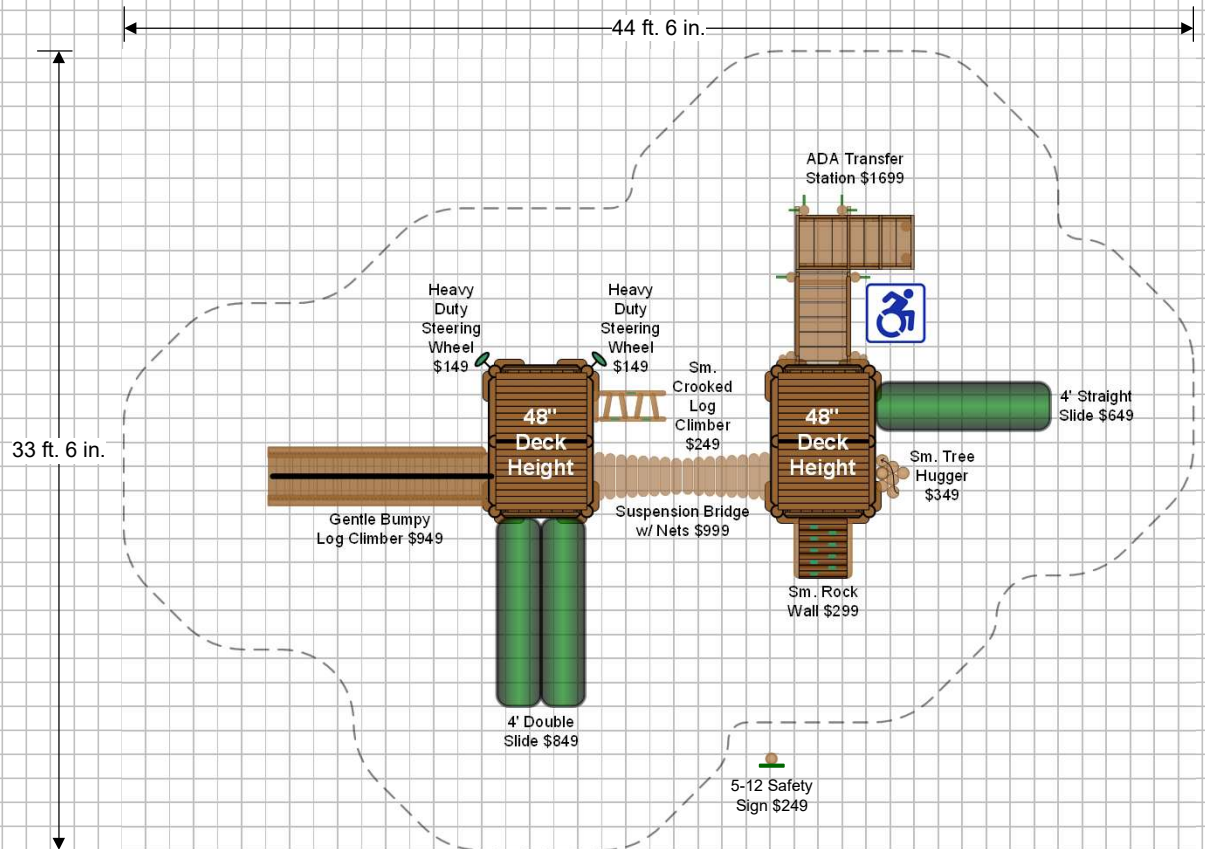 44 ft. 6 in.
33 ft. 6 in.
ADA Transfer
Station $1699
Heavy
Duty
Steering
Wheel
$149
Heavy
Duty
Steering
Wheel
$149
Sm.
Crooked
Log
Climber
$249
48"
Deck
Height
48"
Deck
Height
4' Straight
Slide $649
Sm. Tree
Hugger
$349
Gentle Bumpy
Log Climber $949
Suspension Bridge
w/ Nets $999
Sm. Rock
Wall $299
4' Double
Slide $849
5-12 Safety
Sign $249